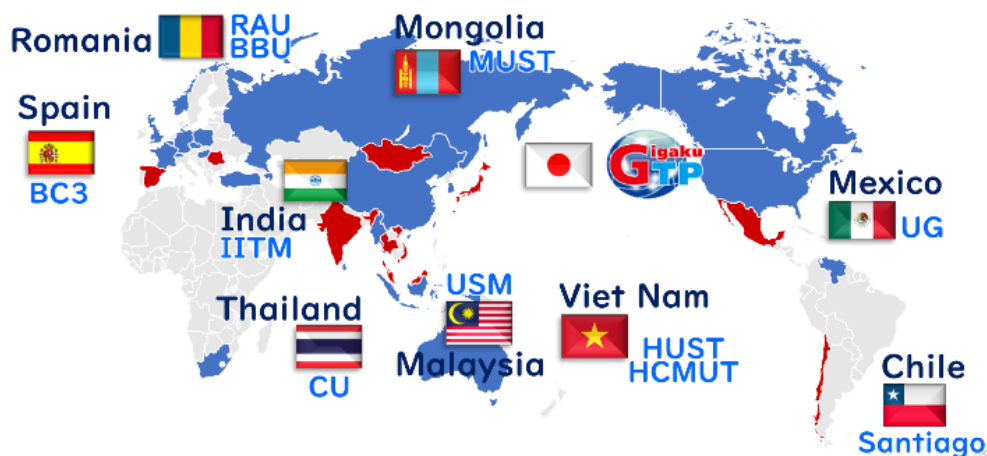 Romania
RAU
BBU
Mongolia
MUST
Spain
BC3
Gigaku
GTP
India
IITM
Mexico
UG
Thailand
CU
USM
Malaysia
Viet Nam
HUST
HCMUT
Chile
Santiago